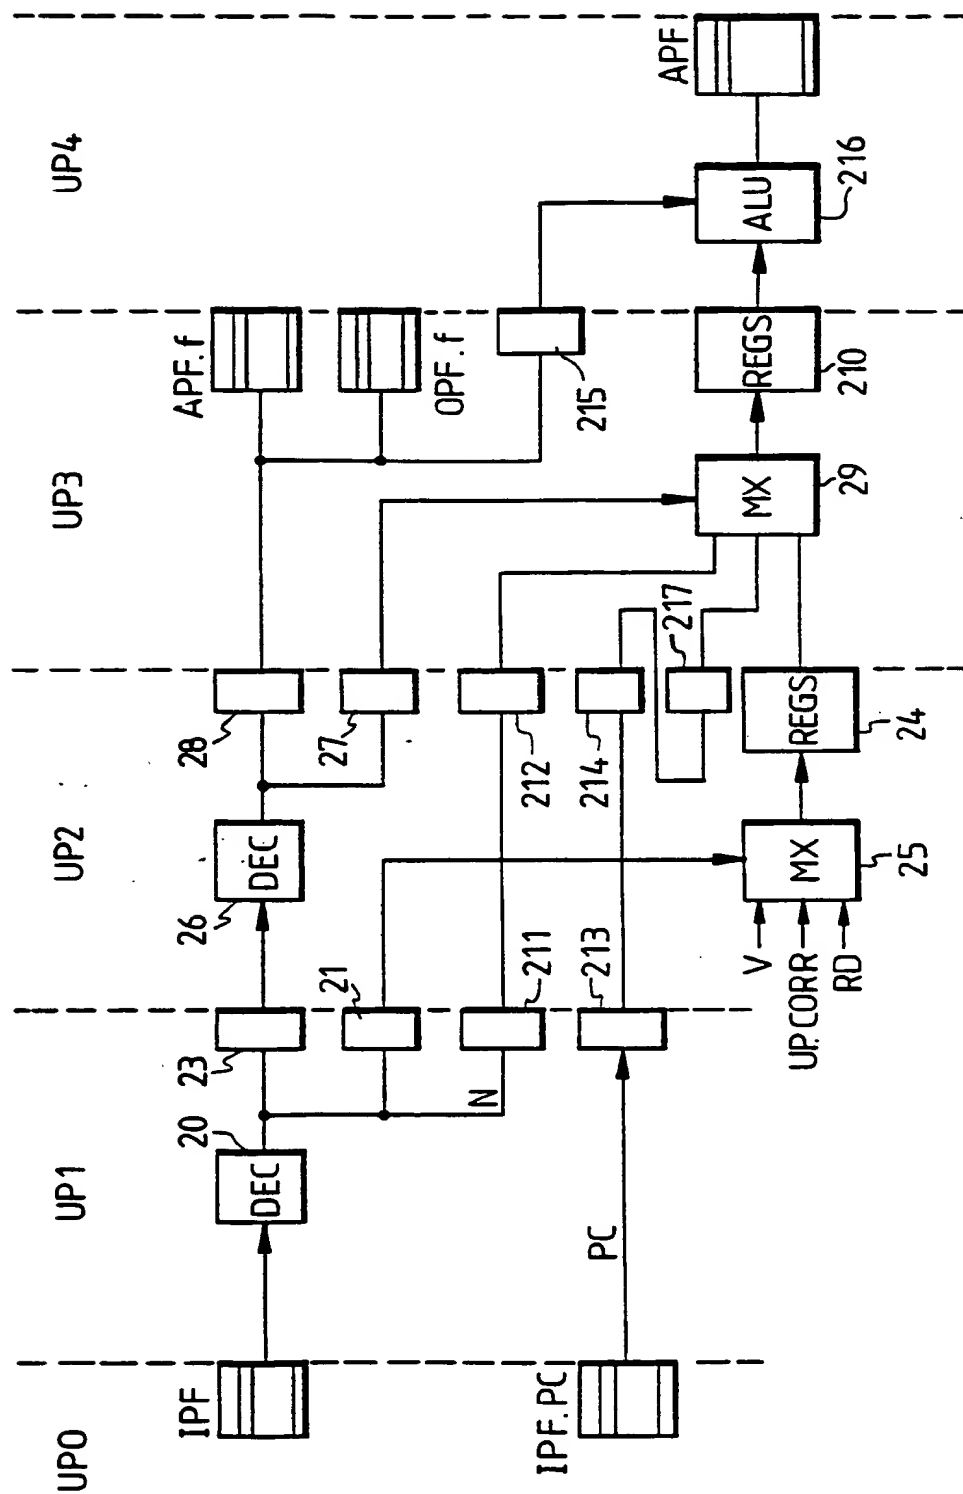 UP0
UP1
UP2
UP3
UP4
IPF
DEC
20
23
DEC
26
28
APF.f
21
27
OPF.f
N
211
212
215
IPF.PC
PC
213
214
217
V
UP.CORR
RD
MX
25
REGS
24
MX
29
REGS
210
ALU
216
APF